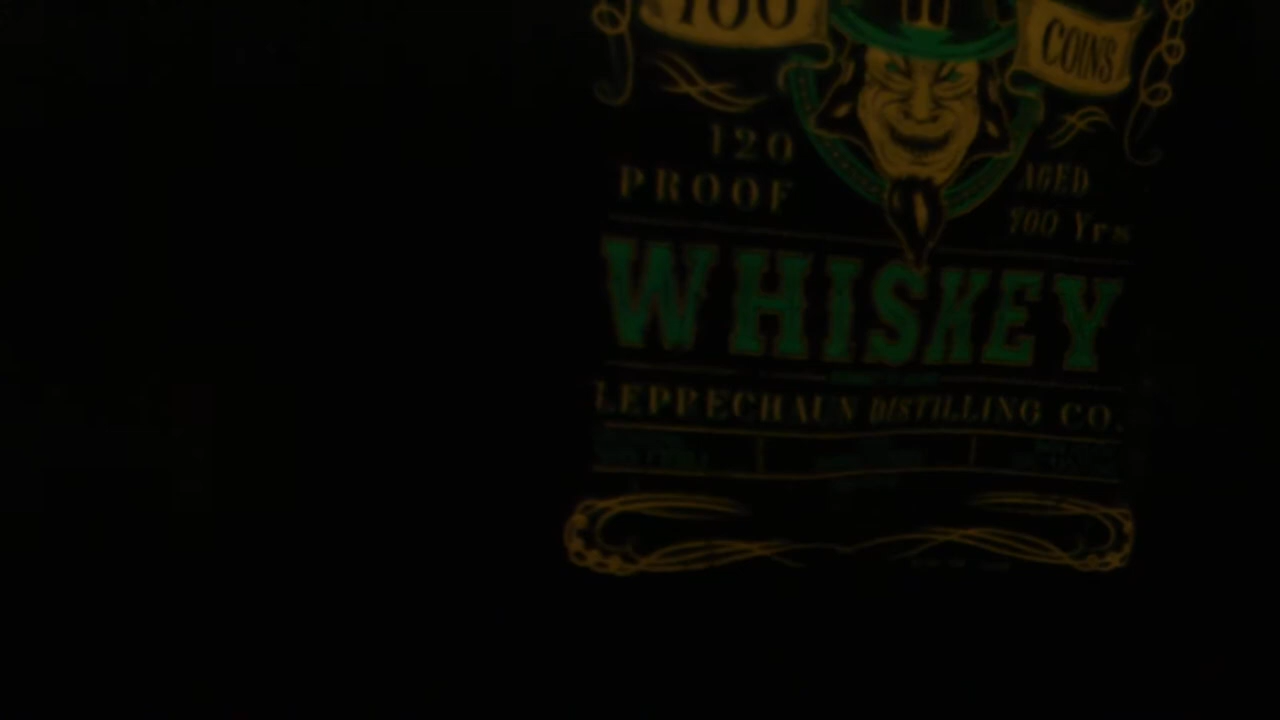 100
COINS
120
PROOF
AGED
700 Yrs
WHISKEY
LEPPECHAUN DISTILLING CO.